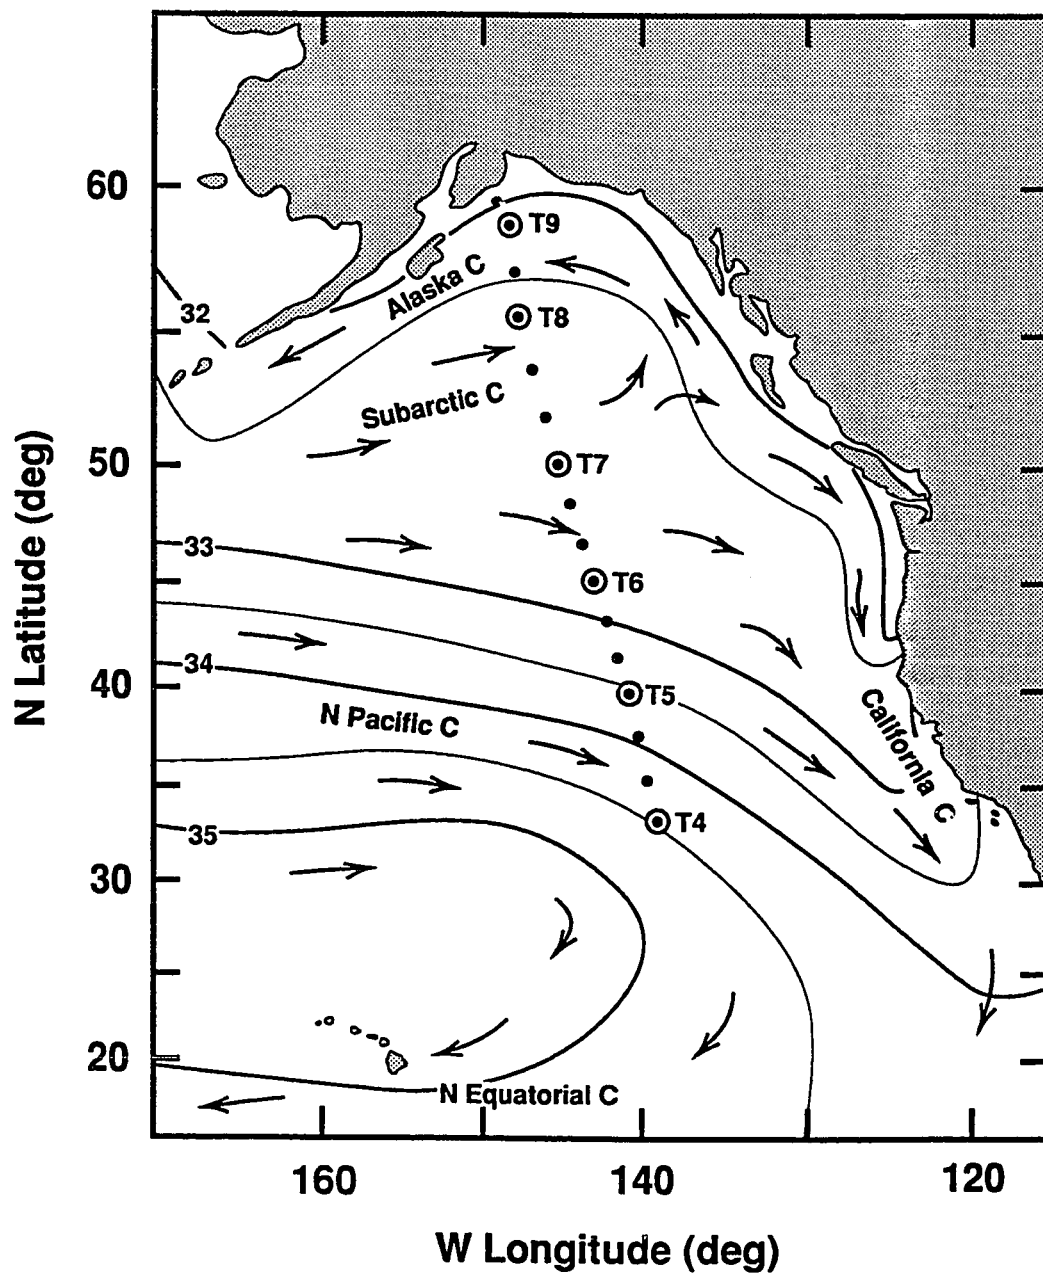 60
T9
Alaska C
32
T8
Subarctic C
50
T7
33
T6
34
40
T5
N Pacific C
California C
T4
35
30
20
N Equatorial C
160
140
120
N Latitude (deg)
W Longitude (deg)